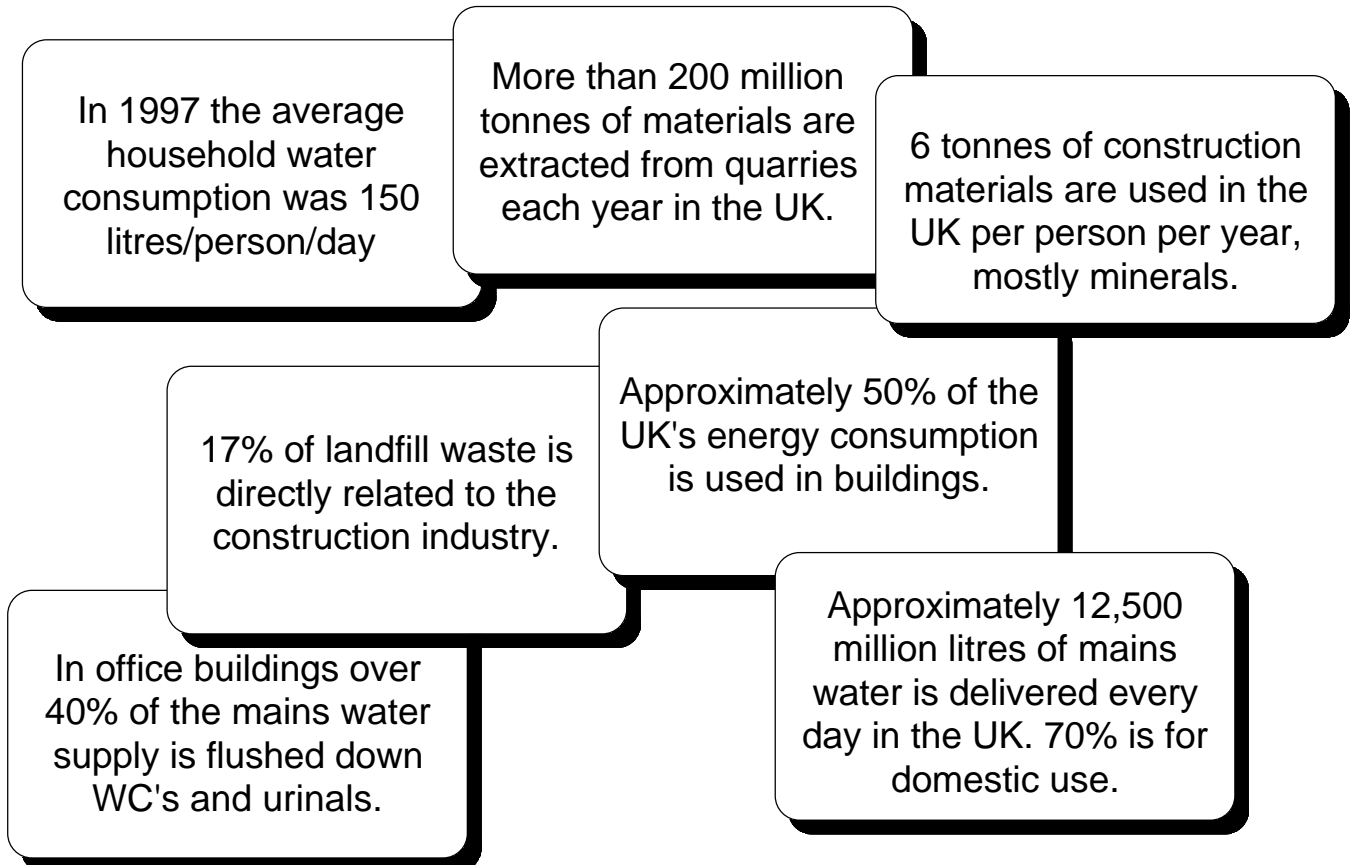 In 1997 the average
household water
consumption was 150
litres/person/day
More than 200 million
tonnes of materials are
extracted from quarries
each year in the UK.
6 tonnes of construction
materials are used in the
UK per person per year,
mostly minerals.
17% of landfill waste is
directly related to the
construction industry.
Approximately 50% of the
UK's energy consumption
is used in buildings.
In office buildings over
40% of the mains water
supply is flushed down
WC's and urinals.
Approximately 12,500
million litres of mains
water is delivered every
day in the UK. 70% is for
domestic use.